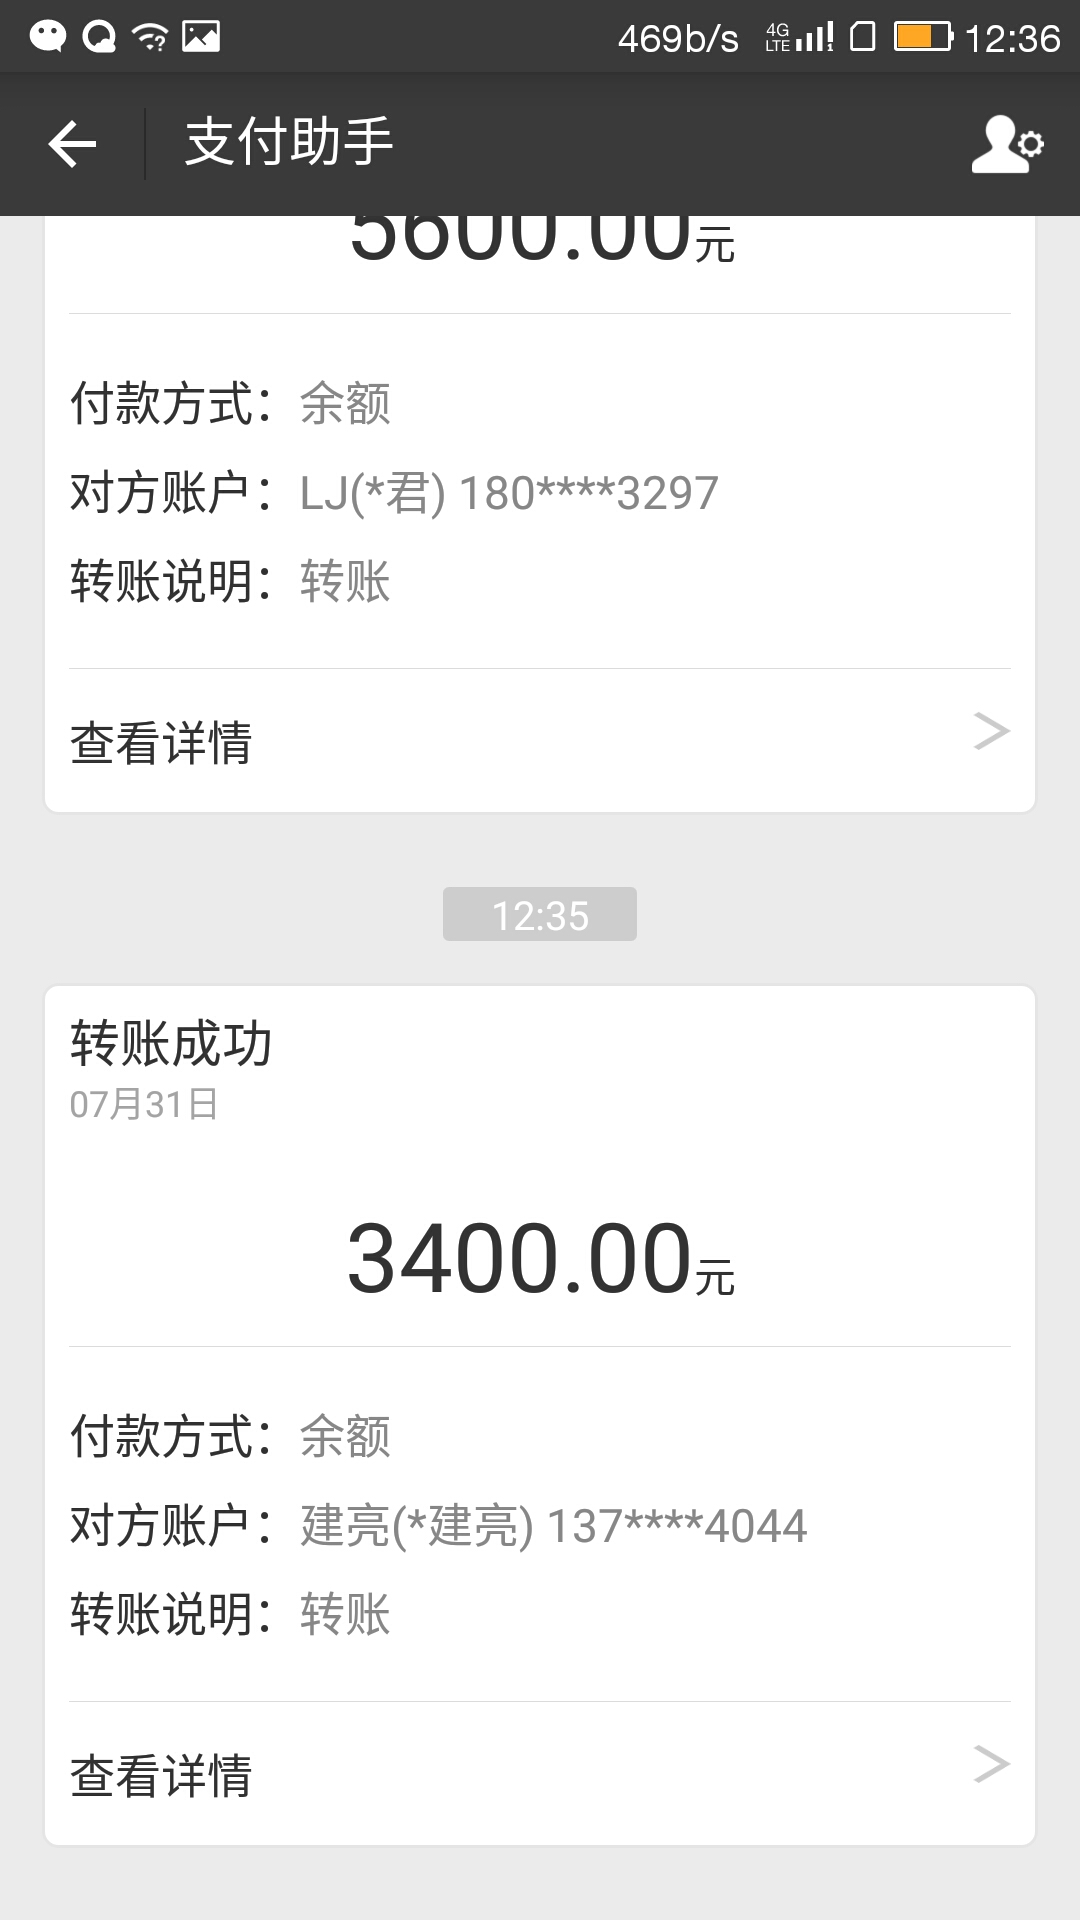 469b/s 4G LTE 12:36
支付助手
5600.00元
付款方式：余额
对方账户：LJ(*君) 180****3297
转账说明：转账
查看详情
12:35
转账成功
07月31日
3400.00元
付款方式：余额
对方账户：建亮(*建亮) 137****4044
转账说明：转账
查看详情